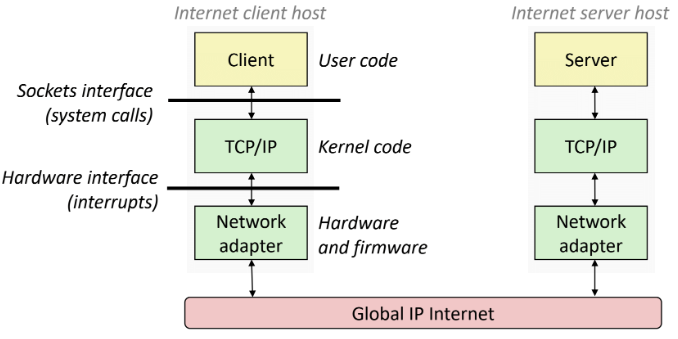 Internet client host
Internet server host
Client
User code
Server
Sockets interface
(system calls)
TCP/IP
Kernel code
TCP/IP
Hardware interface
(interrupts)
Network
adapter
Hardware
and firmware
Network
adapter
Global IP Internet